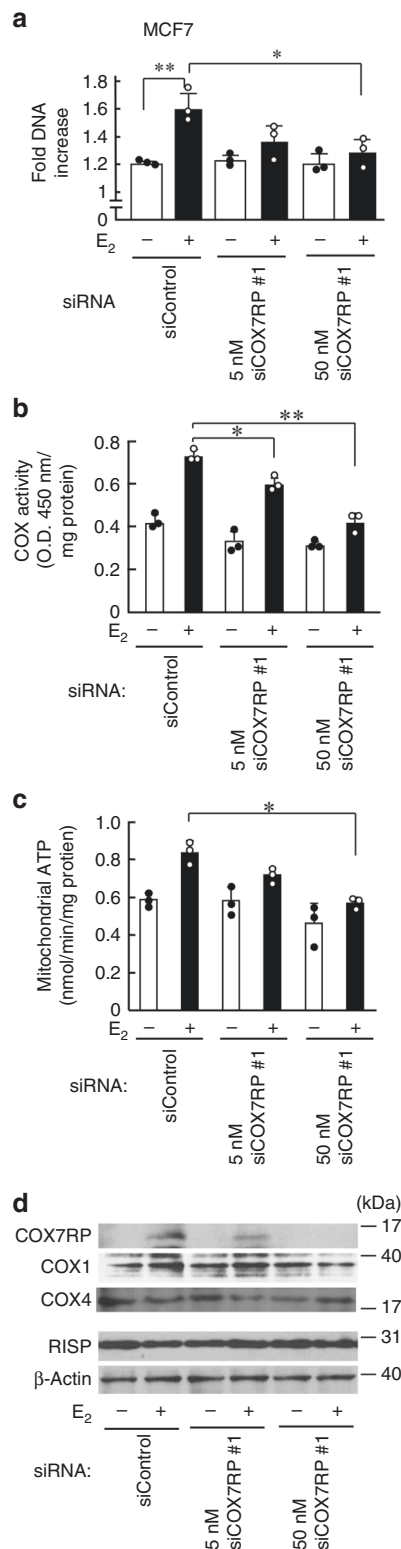 a
MCF7
** *
Fold DNA
increase
1.8
1.6
1.4
1.2
1
0
E2 – + – + – +
siRNA
siControl
5 nM
siCOX7RP #1
50 nM
siCOX7RP #1
b
**
*
COX activity
(O.D. 450 nm/
mg protein)
0.8
0.6
0.4
0.2
0
E2 – + – + – +
siRNA:
siControl
5 nM
siCOX7RP #1
50 nM
siCOX7RP #1
c
*
Mitochondrial ATP
(nmol/min/mg protien)
1.0
0.8
0.6
0.4
0.2
0
E2 – + – + – +
siRNA:
siControl
5 nM
siCOX7RP #1
50 nM
siCOX7RP #1
d
(kDa)
COX7RP
17
COX1
40
COX4
17
RISP
31
β-Actin
40
E2 – + – + – +
siRNA:
siControl
5 nM
siCOX7RP #1
50 nM
siCOX7RP #1